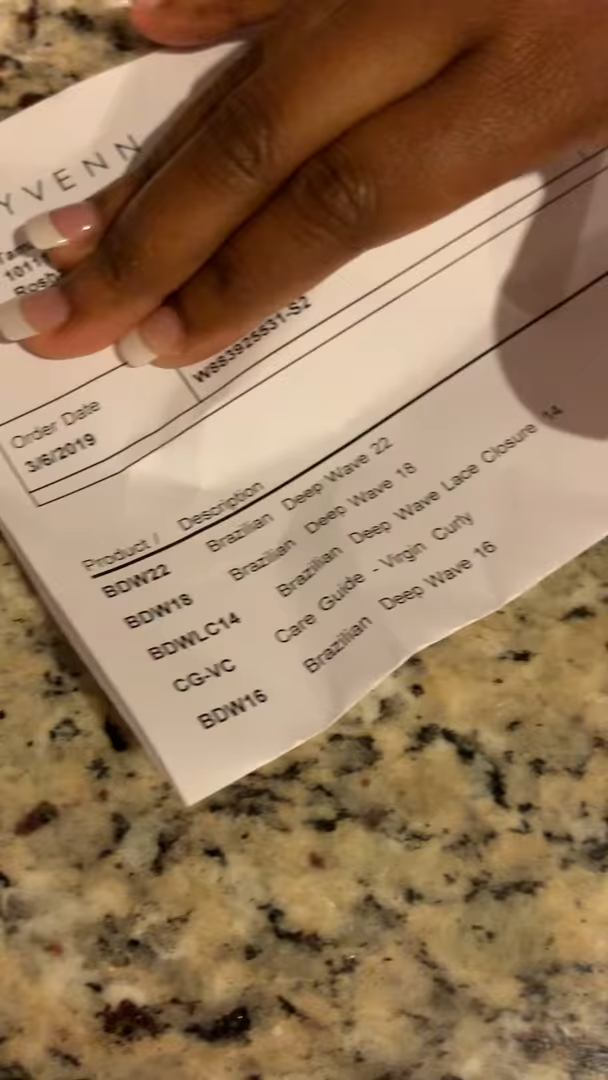 YVENN
1011
W883925531-S2
Order Date
3/6/2019
Product / Description
BDW22 Brazilian Deep Wave 22
BDW18 Brazilian Deep Wave 18
BDWLC14 Brazilian Deep Wave Lace Closure 14
CG-VC Care Guide - Virgin Curly
BDW16 Brazilian Deep Wave 16